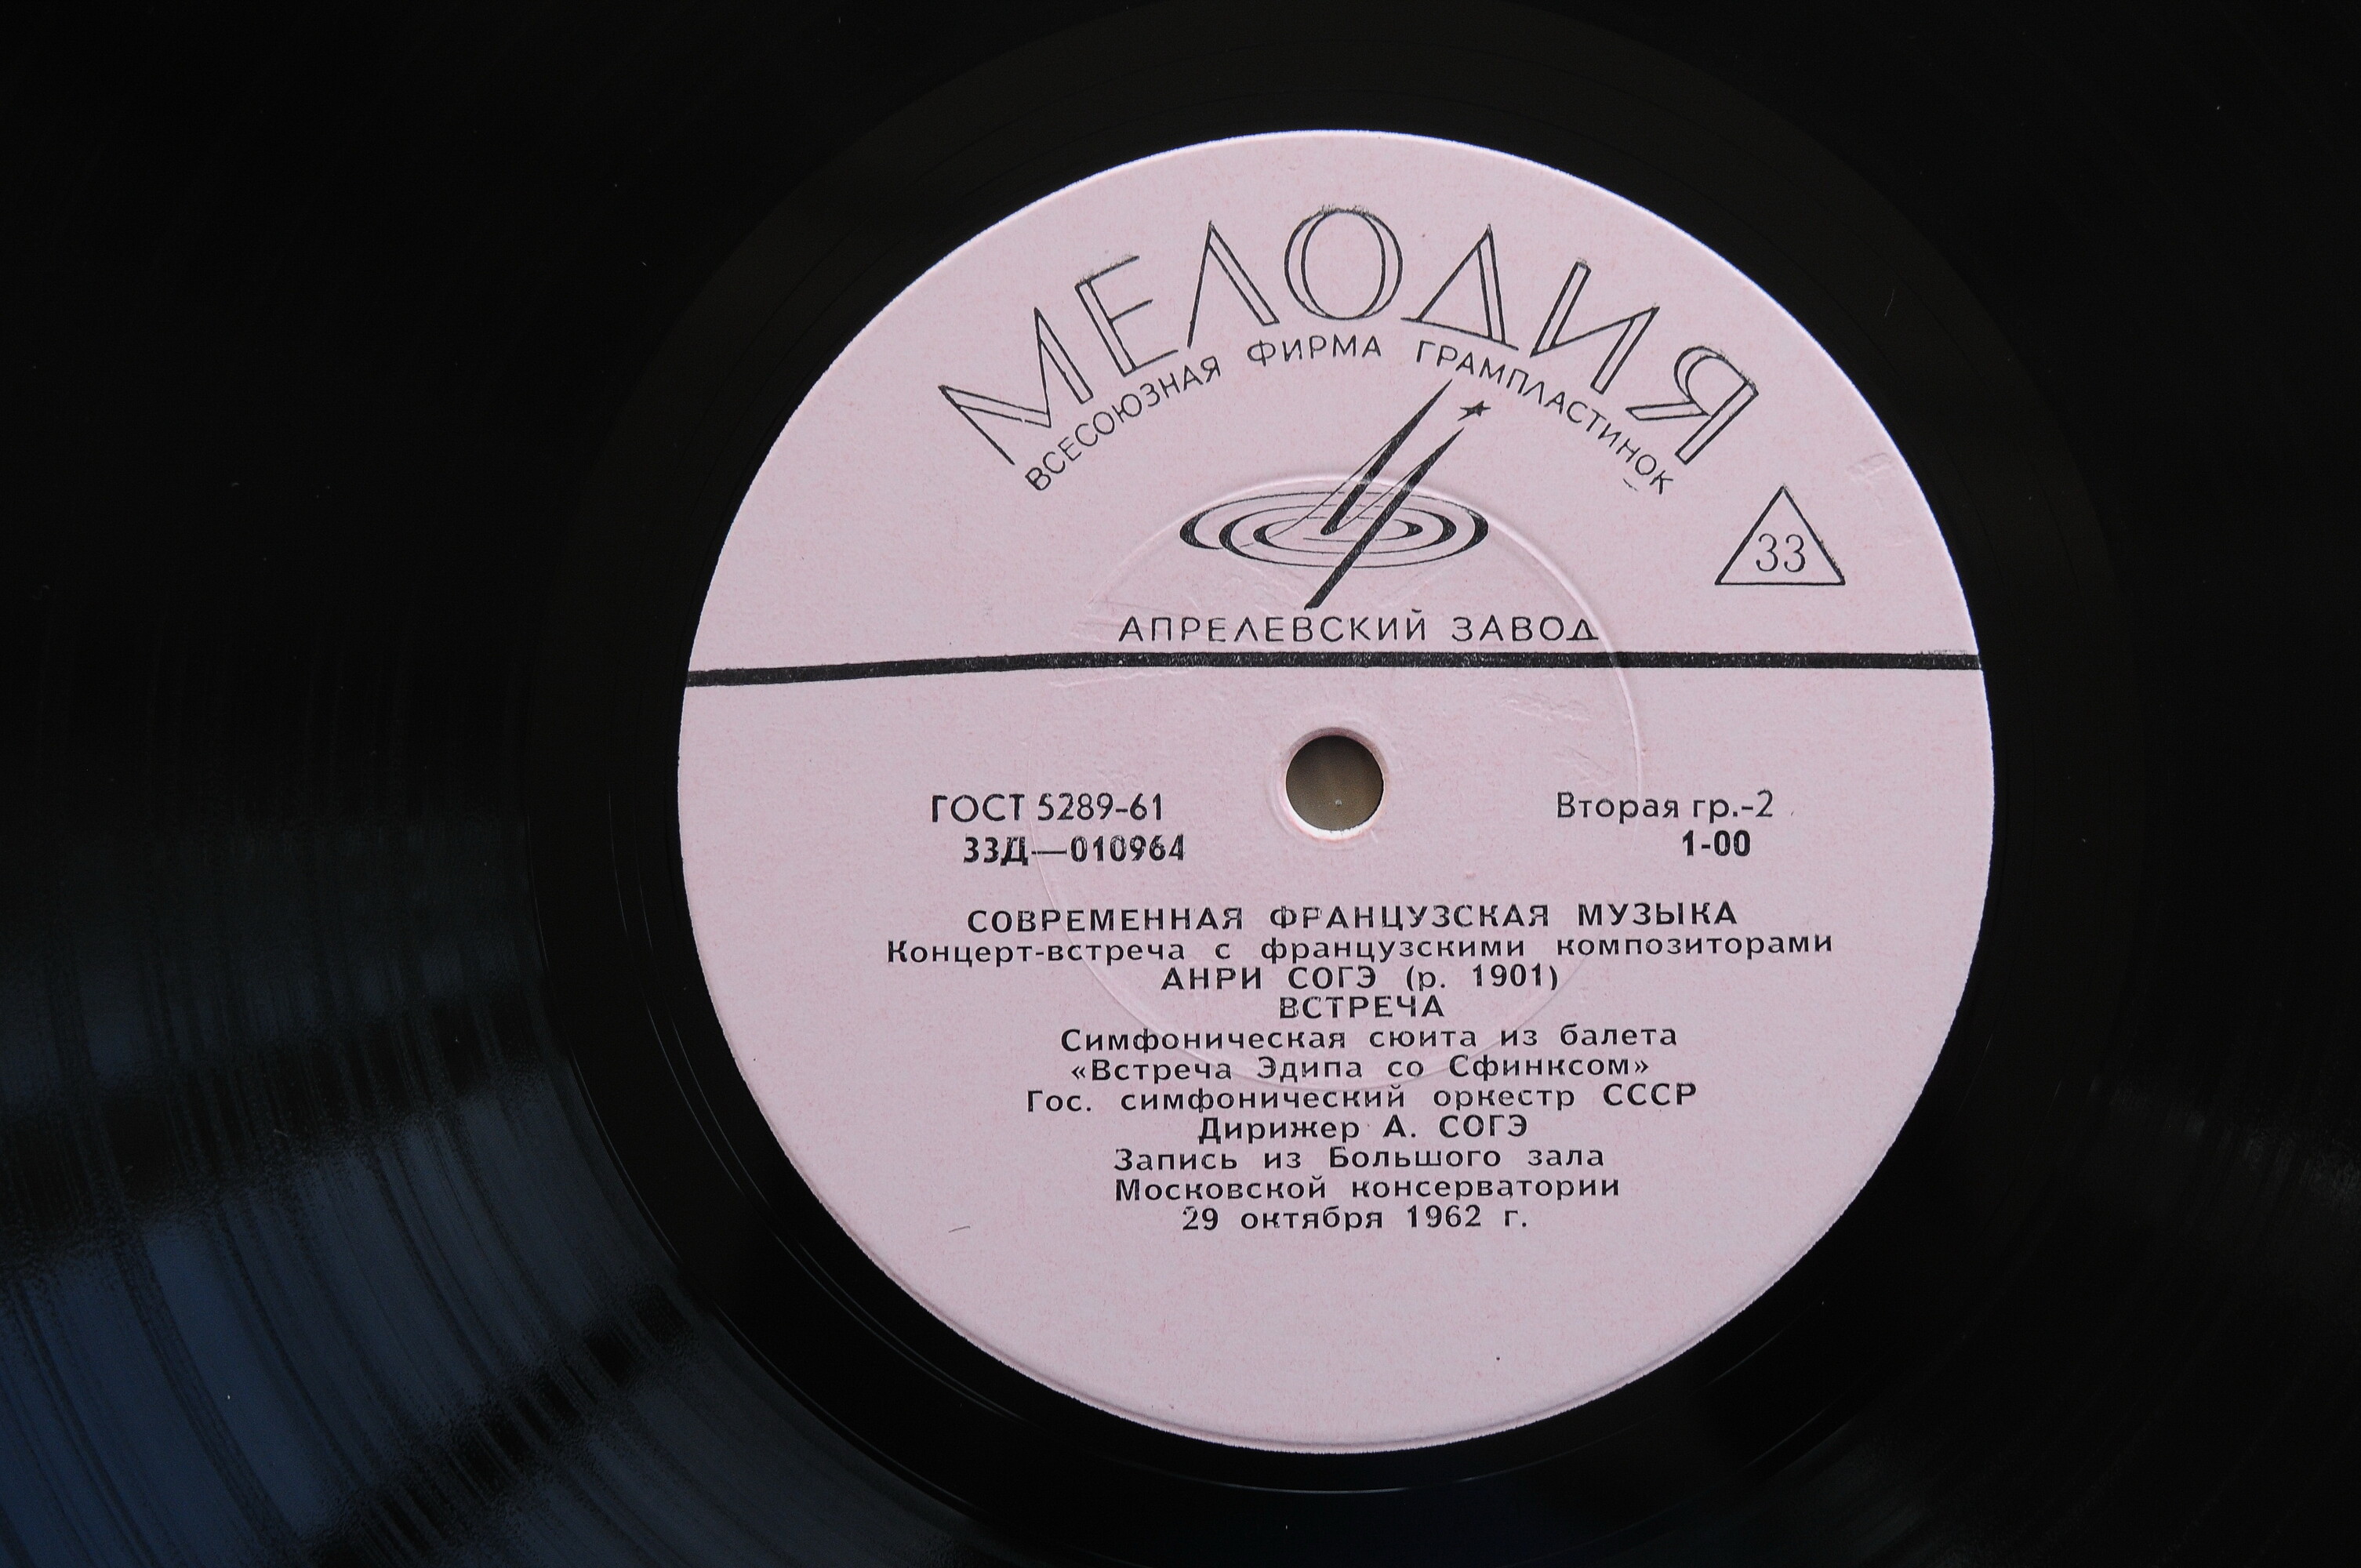 МЕЛОДИЯ
ВСЕСОЮЗНАЯ ФИРМА ГРАМПЛАСТИНОК
33
АПРЕЛЕВСКИЙ ЗАВОД
ГОСТ 5289-61 Вторая гр.-2
33Д—010964 1-00
СОВРЕМЕННАЯ ФРАНЦУЗСКАЯ МУЗЫКА
Концерт-встреча с французскими композиторами
АНРИ СОГЭ (р. 1901)
ВСТРЕЧА
Симфоническая сюита из балета
«Встреча Эдипа со Сфинксом»
Гос. симфонический оркестр СССР
Дирижер А. СОГЭ
Запись из Большого зала
Московской консерватории
29 октября 1962 г.